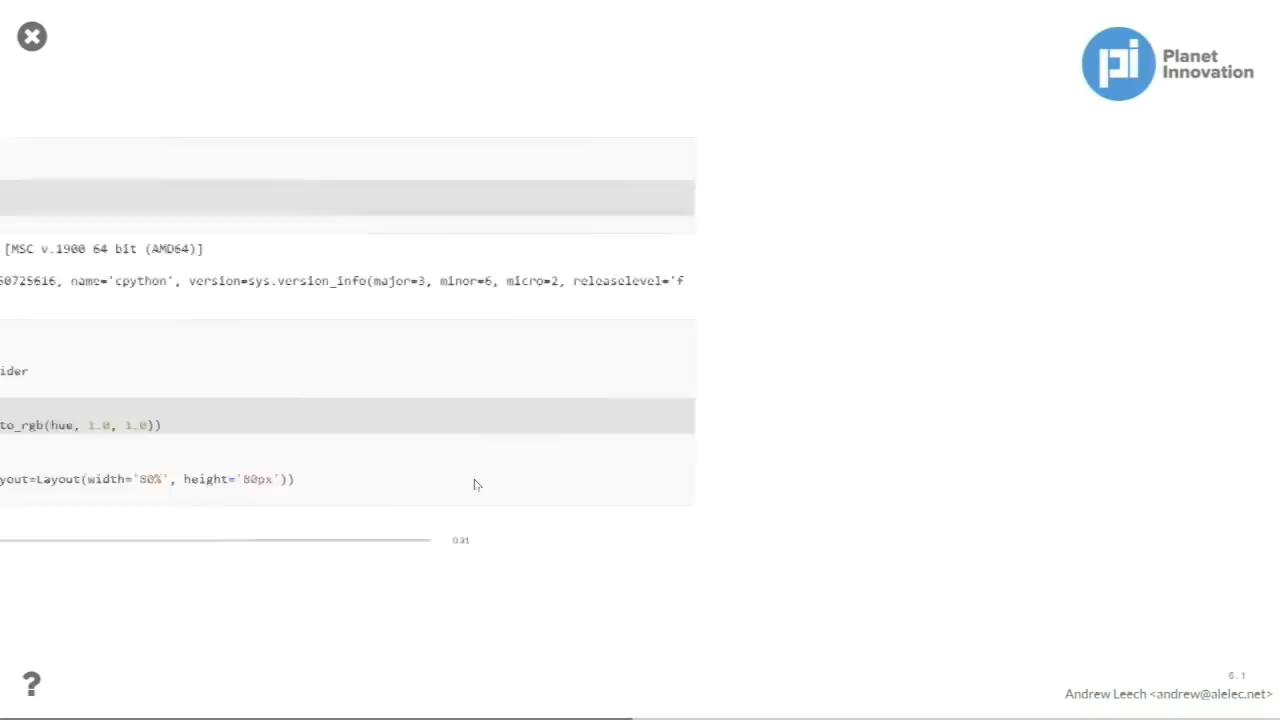 Planet
Innovation
[MSC v.1900 64 bit (AMD64)]
60725616, name='cpython', version=sys.version_info(major=3, minor=6, micro=2, releaselevel='f
ider
to_rgb(hue, 1.0, 1.0))
yout=Layout(width='80%', height='80px'))
0.31
?
6.1
Andrew Leech <andrew@alelec.net>